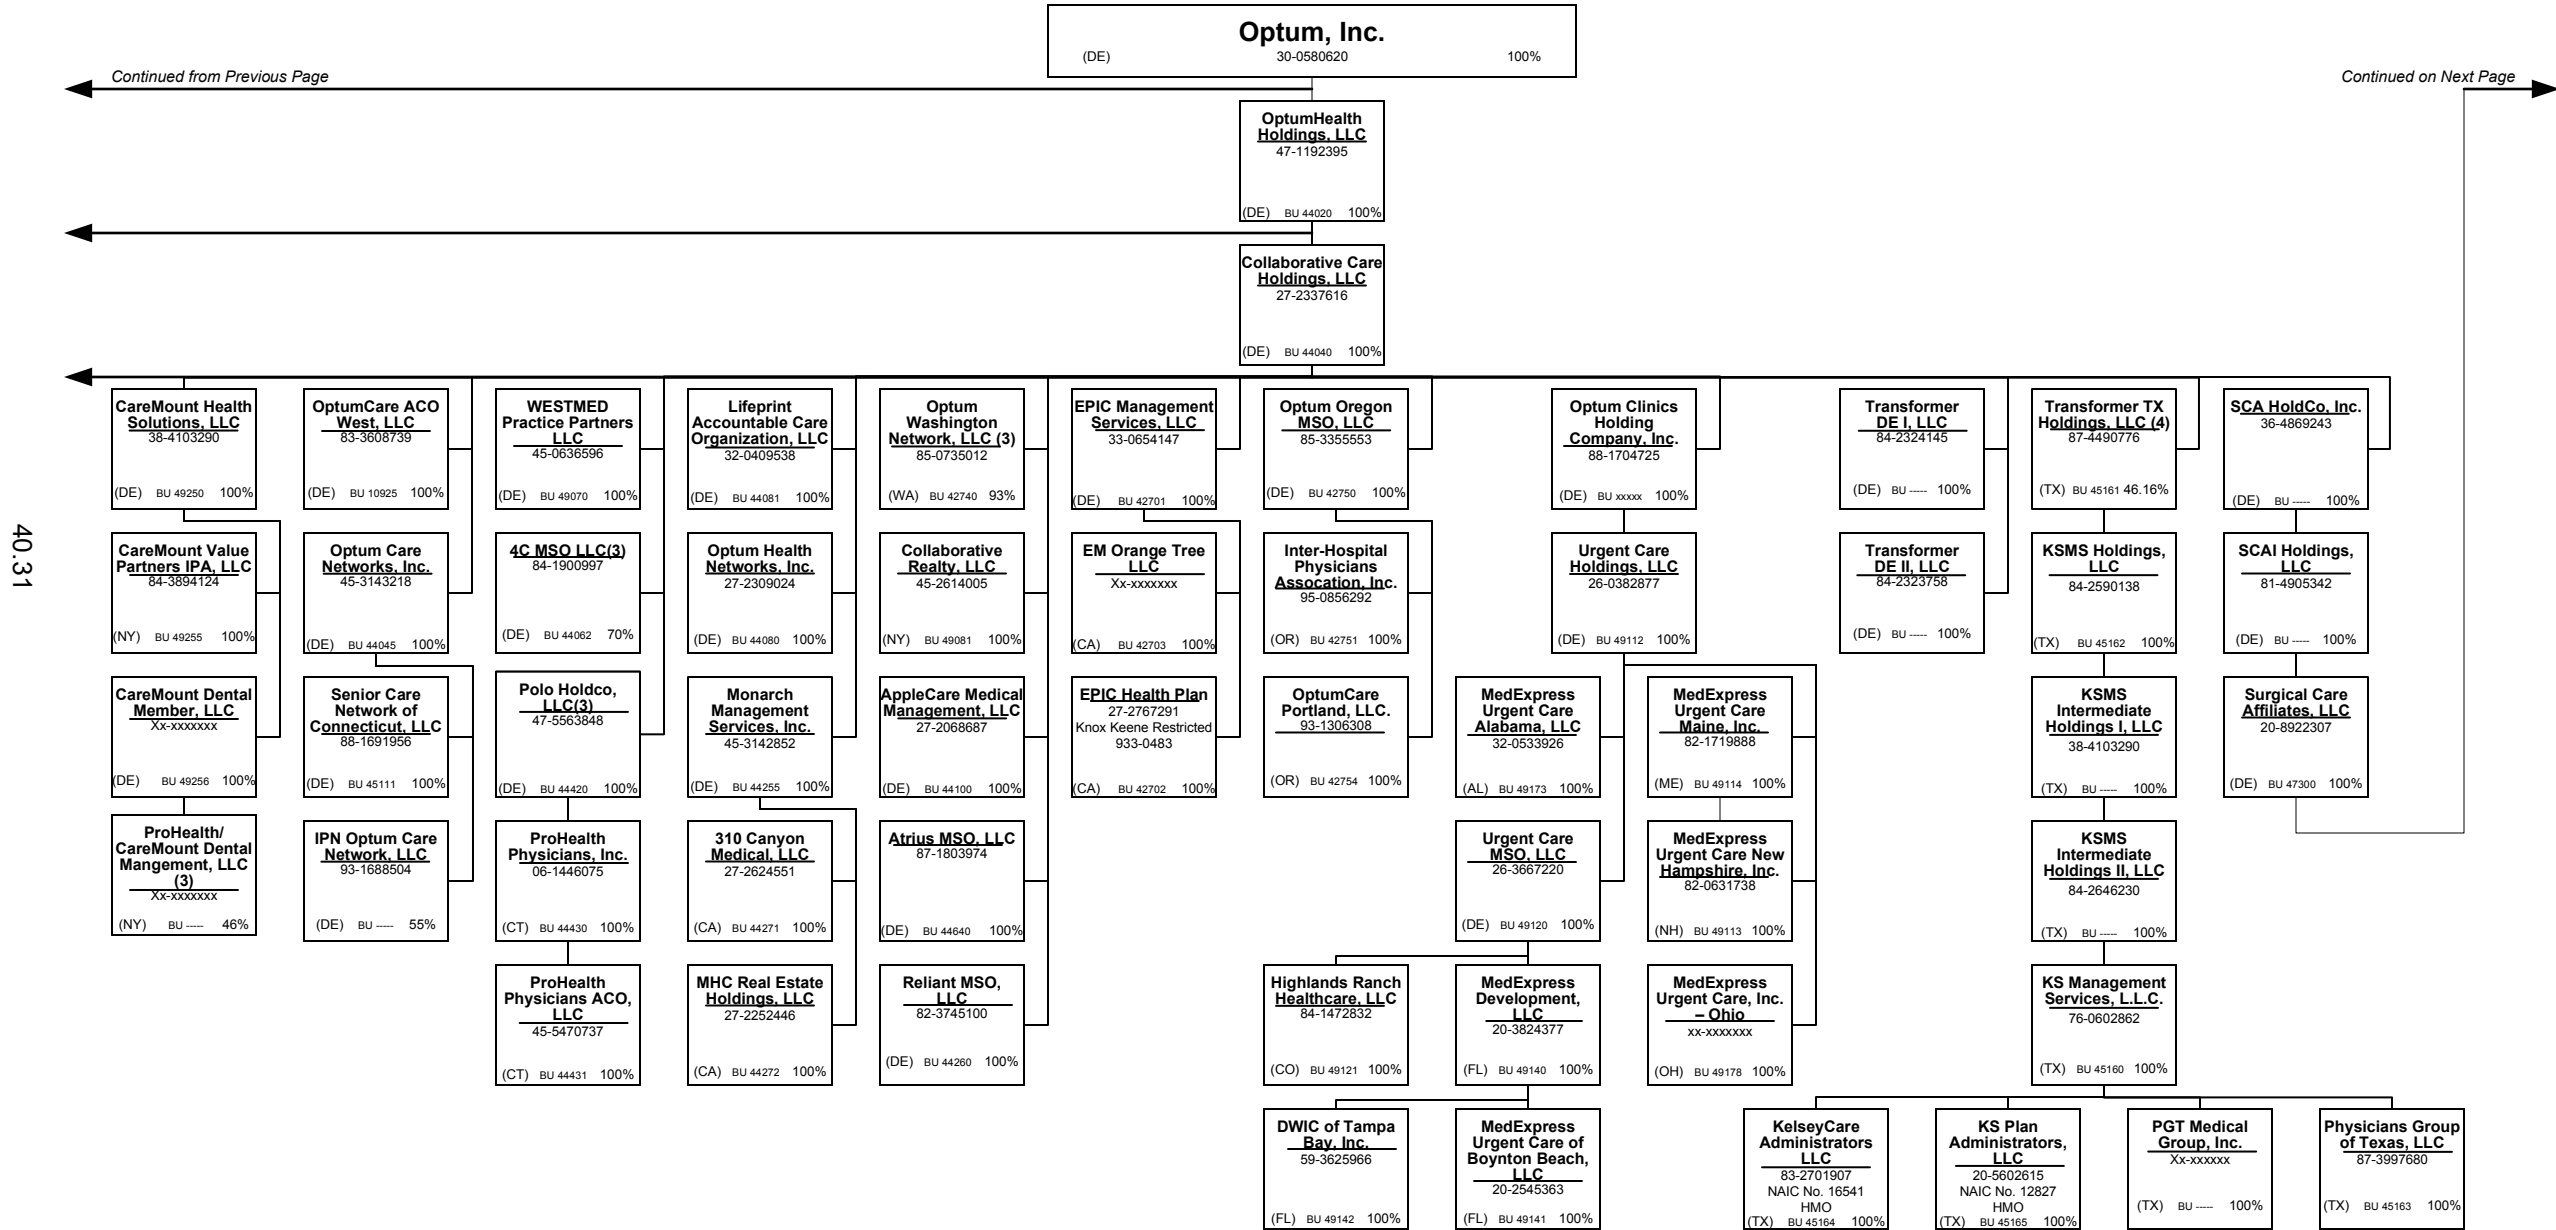 Optum, Inc.
(DE) 30-0580620 100%
Continued from Previous Page
Continued on Next Page
OptumHealth
Holdings, LLC
47-1192395
(DE) BU 44020 100%
Collaborative Care
Holdings, LLC
27-2337616
(DE) BU 44040 100%
40.31
CareMount Health
Solutions, LLC
38-4103290
(DE) BU 49250 100%
OptumCare ACO
West, LLC
83-3608739
(DE) BU 10925 100%
WESTMED
Practice Partners
LLC
45-0636596
(DE) BU 49070 100%
Lifeprint
Accountable Care
Organization, LLC
32-0409538
(DE) BU 44081 100%
Optum
Washington
Network, LLC (3)
85-0735012
(WA) BU 42740 93%
EPIC Management
Services, LLC
33-0654147
(DE) BU 42701 100%
Optum Oregon
MSO, LLC
85-3355553
(DE) BU 42750 100%
Optum Clinics
Holding
Company, Inc.
88-1704725
(DE) BU xxxxx 100%
Transformer
DE I, LLC
84-2324145
(DE) BU ----- 100%
Transformer TX
Holdings, LLC (4)
87-4490776
(TX) BU 45161 46.16%
SCA HoldCo, Inc.
36-4869243
(DE) BU ----- 100%
CareMount Value
Partners IPA, LLC
84-3894124
(NY) BU 49255 100%
Optum Care
Networks, Inc.
45-3143218
(DE) BU 44045 100%
4C MSO LLC(3)
84-1900997
(DE) BU 44062 70%
Optum Health
Networks, Inc.
27-2309024
(DE) BU 44080 100%
Collaborative
Realty, LLC
45-2614005
(NY) BU 49081 100%
EM Orange Tree
LLC
Xx-xxxxxxx
(CA) BU 42703 100%
Inter-Hospital
Physicians
Assocation, Inc.
95-0856292
(OR) BU 42751 100%
Urgent Care
Holdings, LLC
26-0382877
(DE) BU 49112 100%
Transformer
DE II, LLC
84-2323758
(DE) BU ----- 100%
KSMS Holdings,
LLC
84-2590138
(TX) BU 45162 100%
SCAI Holdings,
LLC
81-4905342
(DE) BU ----- 100%
CareMount Dental
Member, LLC
Xx-xxxxxxx
(DE) BU 49256 100%
Senior Care
Network of
Connecticut, LLC
88-1691956
(DE) BU 45111 100%
Polo Holdco,
LLC(3)
47-5563848
(DE) BU 44420 100%
Monarch
Management
Services, Inc.
45-3142852
(DE) BU 44255 100%
AppleCare Medical
Management, LLC
27-2068687
(DE) BU 44100 100%
EPIC Health Plan
27-2767291
Knox Keene Restricted
933-0483
(CA) BU 42702 100%
OptumCare
Portland, LLC.
93-1306308
(OR) BU 42754 100%
MedExpress
Urgent Care
Alabama, LLC
32-0533926
(AL) BU 49173 100%
MedExpress
Urgent Care
Maine, Inc.
82-1719888
(ME) BU 49114 100%
KSMS
Intermediate
Holdings I, LLC
38-4103290
(TX) BU ----- 100%
Surgical Care
Affiliates, LLC
20-8922307
(DE) BU 47300 100%
ProHealth/
CareMount Dental
Mangement, LLC
(3)
Xx-xxxxxxx
(NY) BU ----- 46%
IPN Optum Care
Network, LLC
93-1688504
(DE) BU ----- 55%
ProHealth
Physicians, Inc.
06-1446075
(CT) BU 44430 100%
310 Canyon
Medical, LLC
27-2624551
(CA) BU 44271 100%
Atrius MSO, LLC
87-1803974
(DE) BU 44640 100%
Urgent Care
MSO, LLC
26-3667220
(DE) BU 49120 100%
MedExpress
Urgent Care New
Hampshire, Inc.
82-0631738
(NH) BU 49113 100%
KSMS
Intermediate
Holdings II, LLC
84-2646230
(TX) BU ----- 100%
ProHealth
Physicians ACO,
LLC
45-5470737
(CT) BU 44431 100%
MHC Real Estate
Holdings, LLC
27-2252446
(CA) BU 44272 100%
Reliant MSO,
LLC
82-3745100
(DE) BU 44260 100%
Highlands Ranch
Healthcare, LLC
84-1472832
(CO) BU 49121 100%
MedExpress
Development,
LLC
20-3824377
(FL) BU 49140 100%
MedExpress
Urgent Care, Inc.
– Ohio
xx-xxxxxxx
(OH) BU 49178 100%
KS Management
Services, L.L.C.
76-0602862
(TX) BU 45160 100%
DWIC of Tampa
Bay, Inc.
59-3625966
(FL) BU 49142 100%
MedExpress
Urgent Care of
Boynton Beach,
LLC
20-2545363
(FL) BU 49141 100%
KelseyCare
Administrators
LLC
83-2701907
NAIC No. 16541
HMO
(TX) BU 45164 100%
KS Plan
Administrators,
LLC
20-5602615
NAIC No. 12827
HMO
(TX) BU 45165 100%
PGT Medical
Group, Inc.
Xx-xxxxxx
(TX) BU ----- 100%
Physicians Group
of Texas, LLC
87-3997680
(TX) BU 45163 100%